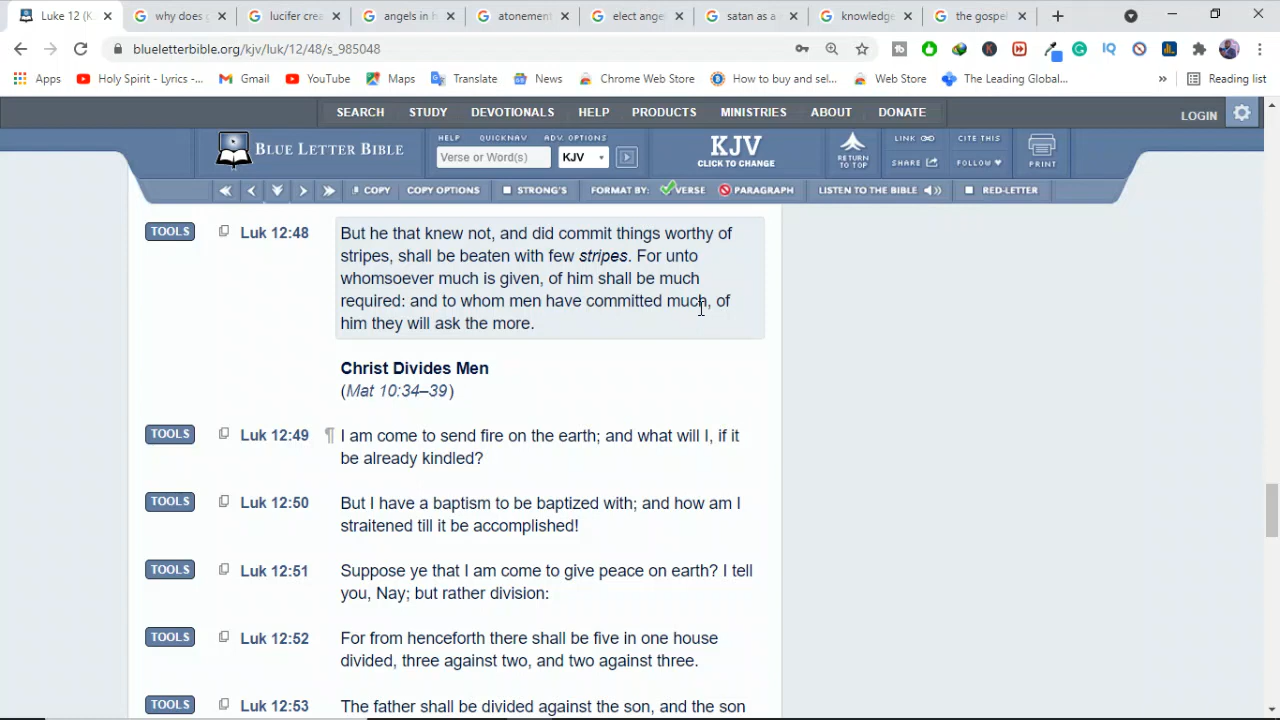 Luke 12 (K
why does g
lucifer crea
angels in h
atonement
elect angel
satan as a
knowledge
the gospel
blueletterbible.org/kjv/luk/12/48/s_985048
Apps
Holy Spirit - Lyrics -...
Gmail
YouTube
Maps
Translate
News
Chrome Web Store
How to buy and sel...
Web Store
The Leading Global...
»
Reading list
SEARCH STUDY DEVOTIONALS HELP PRODUCTS MINISTRIES ABOUT DONATE
LOGIN
BLUE LETTER BIBLE
HELP QUICKNAV ADV. OPTIONS
Verse or Word(s)
KJV
KJV
CLICK TO CHANGE
RETURN
TO TOP
LINK
CITE THIS
SHARE
FOLLOW
PRINT
COPY COPY OPTIONS STRONG'S FORMAT BY: VERSE PARAGRAPH LISTEN TO THE BIBLE RED-LETTER
TOOLS Luk 12:48 But he that knew not, and did commit things worthy of
stripes, shall be beaten with few stripes. For unto
whomsoever much is given, of him shall be much
required: and to whom men have committed much, of
him they will ask the more.
Christ Divides Men
(Mat 10:34–39)
TOOLS Luk 12:49 ¶ I am come to send fire on the earth; and what will I, if it
be already kindled?
TOOLS Luk 12:50 But I have a baptism to be baptized with; and how am I
straitened till it be accomplished!
TOOLS Luk 12:51 Suppose ye that I am come to give peace on earth? I tell
you, Nay; but rather division:
TOOLS Luk 12:52 For from henceforth there shall be five in one house
divided, three against two, and two against three.
TOOLS Luk 12:53 The father shall be divided against the son, and the son